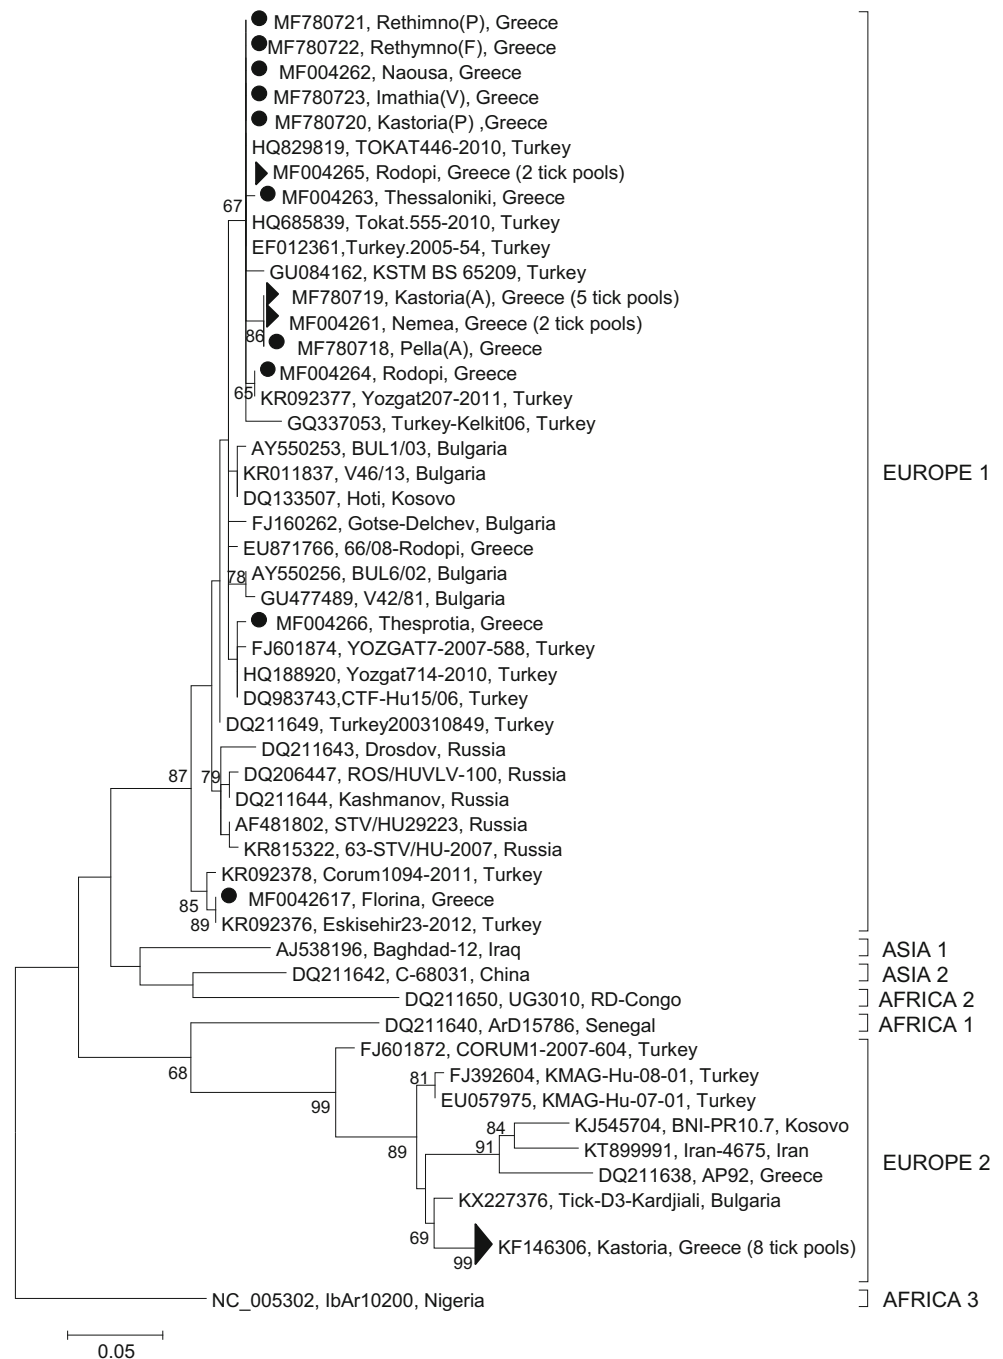 MF780721, Rethimno(P), Greece
MF780722, Rethymno(F), Greece
MF004262, Naousa, Greece
MF780723, Imathia(V), Greece
MF780720, Kastoria(P) ,Greece
HQ829819, TOKAT446-2010, Turkey
MF004265, Rodopi, Greece (2 tick pools)
MF004263, Thessaloniki, Greece
67
HQ685839, Tokat.555-2010, Turkey
EF012361,Turkey.2005-54, Turkey
GU084162, KSTM BS 65209, Turkey
MF780719, Kastoria(A), Greece (5 tick pools)
MF004261, Nemea, Greece (2 tick pools)
86
MF780718, Pella(A), Greece
MF004264, Rodopi, Greece
65
KR092377, Yozgat207-2011, Turkey
GQ337053, Turkey-Kelkit06, Turkey
AY550253, BUL1/03, Bulgaria
KR011837, V46/13, Bulgaria
EUROPE 1
DQ133507, Hoti, Kosovo
FJ160262, Gotse-Delchev, Bulgaria
EU871766, 66/08-Rodopi, Greece
78
AY550256, BUL6/02, Bulgaria
GU477489, V42/81, Bulgaria
MF004266, Thesprotia, Greece
FJ601874, YOZGAT7-2007-588, Turkey
HQ188920, Yozgat714-2010, Turkey
DQ983743,CTF-Hu15/06, Turkey
DQ211649, Turkey200310849, Turkey
DQ211643, Drosdov, Russia
87
79
DQ206447, ROS/HUVLV-100, Russia
DQ211644, Kashmanov, Russia
AF481802, STV/HU29223, Russia
KR815322, 63-STV/HU-2007, Russia
KR092378, Corum1094-2011, Turkey
85
MF0042617, Florina, Greece
89
KR092376, Eskisehir23-2012, Turkey
AJ538196, Baghdad-12, Iraq
ASIA 1
DQ211642, C-68031, China
ASIA 2
DQ211650, UG3010, RD-Congo
AFRICA 2
DQ211640, ArD15786, Senegal
AFRICA 1
68
FJ601872, CORUM1-2007-604, Turkey
81
FJ392604, KMAG-Hu-08-01, Turkey
99
EU057975, KMAG-Hu-07-01, Turkey
84
KJ545704, BNI-PR10.7, Kosovo
89
91
KT899991, Iran-4675, Iran
EUROPE 2
DQ211638, AP92, Greece
KX227376, Tick-D3-Kardjiali, Bulgaria
69
KF146306, Kastoria, Greece (8 tick pools)
99
NC_005302, IbAr10200, Nigeria
AFRICA 3
0.05